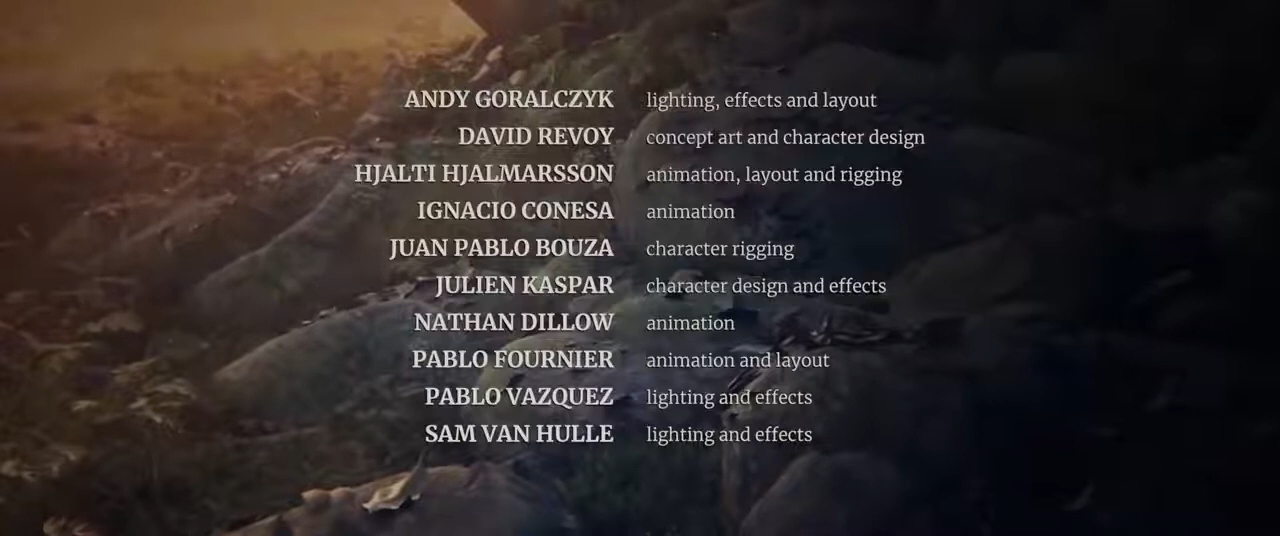 ANDY GORALCZYK lighting, effects and layout
DAVID REVOY concept art and character design
HJALTI HJALMARSSON animation, layout and rigging
IGNACIO CONESA animation
JUAN PABLO BOUZA character rigging
JULIEN KASPAR character design and effects
NATHAN DILLOW animation
PABLO FOURNIER animation and layout
PABLO VAZQUEZ lighting and effects
SAM VAN HULLE lighting and effects